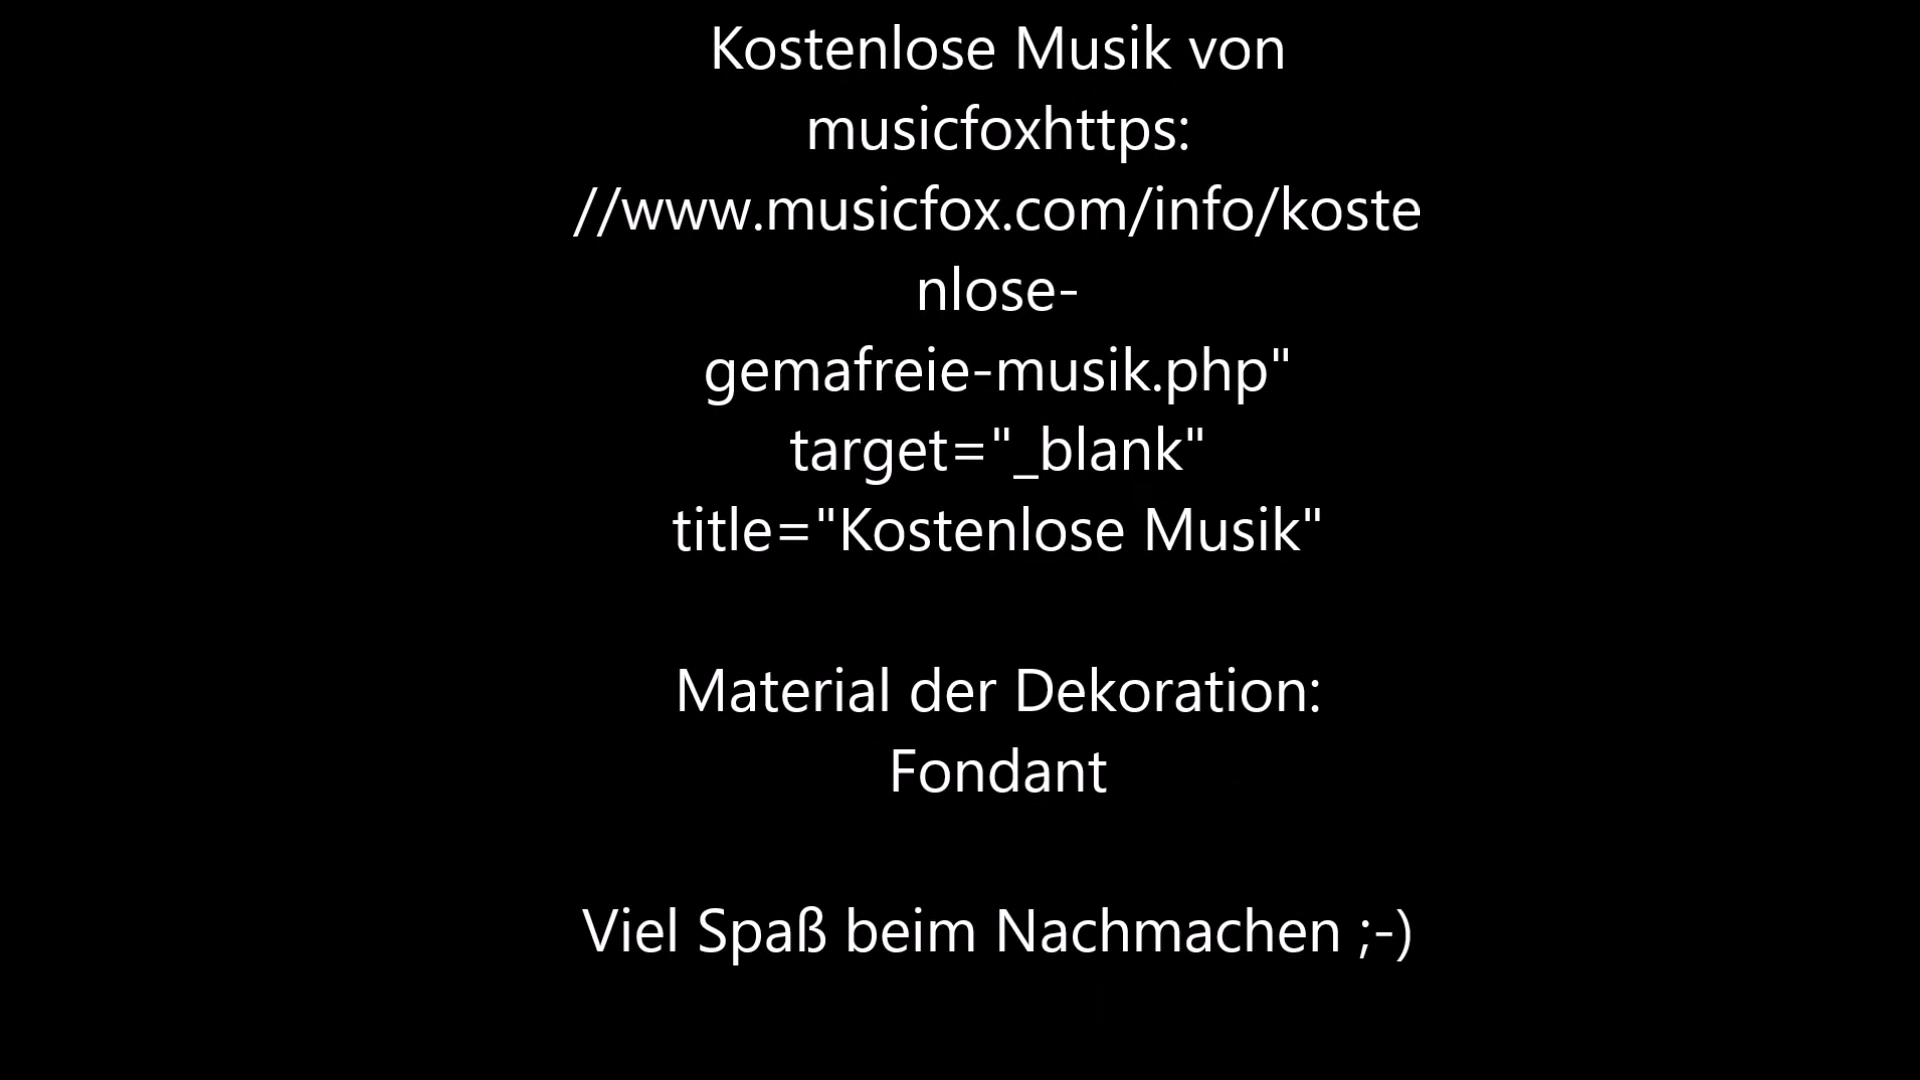 Kostenlose Musik von
musicfoxhttps:
//www.musicfox.com/info/koste
nlose-
gemafreie-musik.php"
target="_blank"
title="Kostenlose Musik"
Material der Dekoration:
Fondant
Viel Spaß beim Nachmachen ;-)